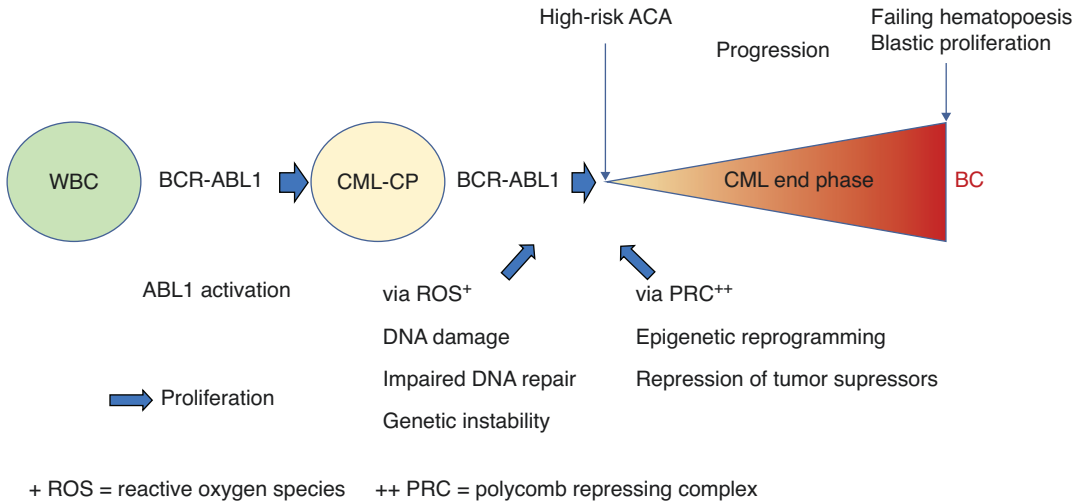 High-risk ACA
Progression
Failing hematopoesis
Blastic proliferation
WBC
BCR-ABL1
CML-CP
BCR-ABL1
CML end phase
BC
ABL1 activation
via ROS+
DNA damage
Impaired DNA repair
Genetic instability
via PRC++
Epigenetic reprogramming
Repression of tumor supressors
Proliferation
+ ROS = reactive oxygen species
++ PRC = polycomb repressing complex